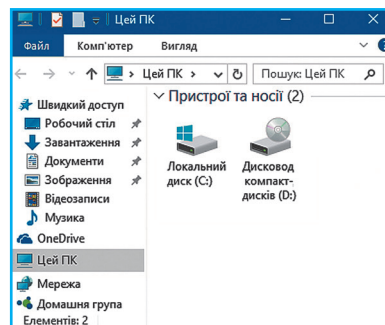 Цей ПК
Файл Комп'ютер Вигляд
Цей ПК Пошук: Цей ПК
Швидкий доступ
Робочий стіл
Завантаження
Документи
Зображення
Відеозаписи
Музика
OneDrive
Цей ПК
Мережа
Домашня група
Елементів: 2
Пристрої та носії (2)
Локальний
диск (C:)
Дисковод
компакт-
дисків (D:)